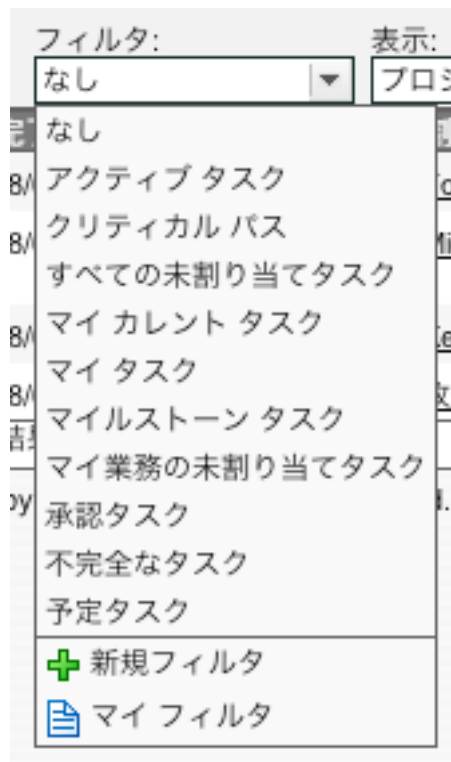 フィルタ: 表示:
なし
なし
アクティブ タスク
クリティカル パス
すべての未割り当てタスク
マイ カレント タスク
マイ タスク
マイルストーン タスク
マイ業務の未割り当てタスク
承認タスク
不完全なタスク
予定タスク
新規フィルタ
マイ フィルタ